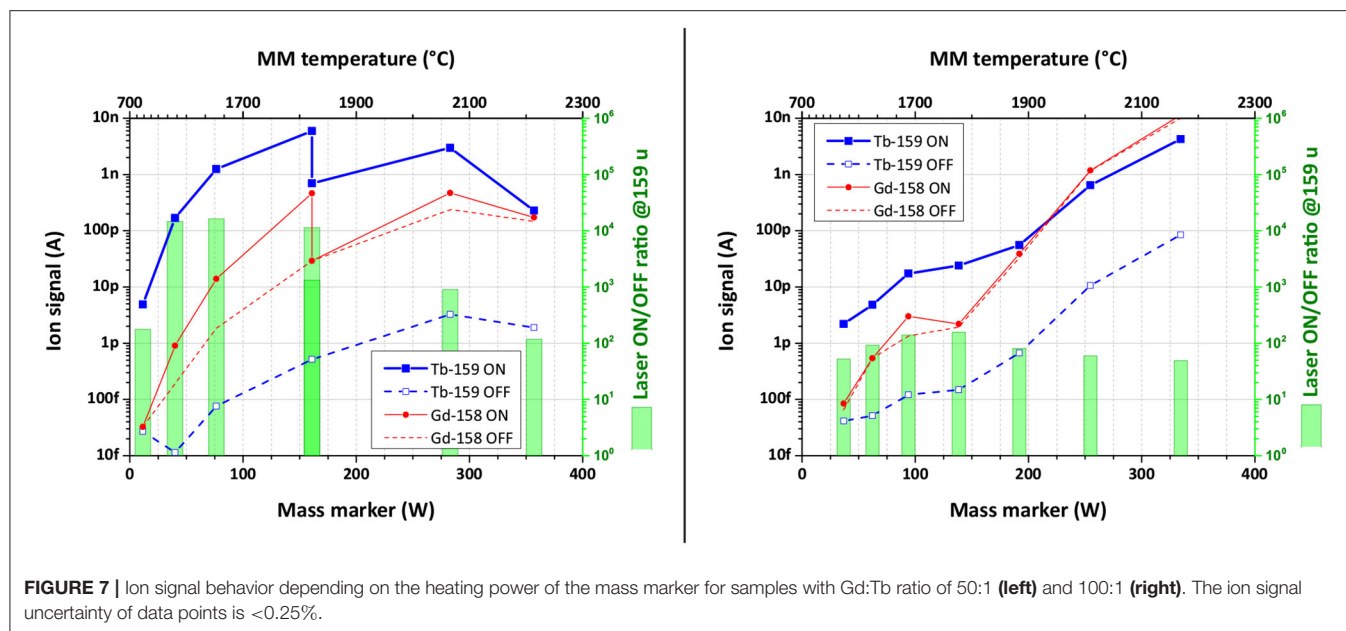 MM temperature (°C)
700 1700 1900 2100 2300
10n
1n
100p
10p
1p
100f
10f
Ion signal (A)
10⁶
10⁵
10⁴
10³
10²
10¹
10⁰
Laser ON/OFF ratio @159 u
Tb-159 ON
Tb-159 OFF
Gd-158 ON
Gd-158 OFF
0 100 200 300 400
Mass marker (W)
MM temperature (°C)
700 1700 1900 2100 2300
10n
1n
100p
10p
1p
100f
10f
Ion signal (A)
Tb-159 ON
Tb-159 OFF
Gd-158 ON
Gd-158 OFF
10⁶
10⁵
10⁴
10³
10²
10¹
10⁰
Laser ON/OFF ratio @159 u
0 100 200 300 400
Mass marker (W)
FIGURE 7 | Ion signal behavior depending on the heating power of the mass marker for samples with Gd:Tb ratio of 50:1 (left) and 100:1 (right). The ion signal
uncertainty of data points is <0.25%.